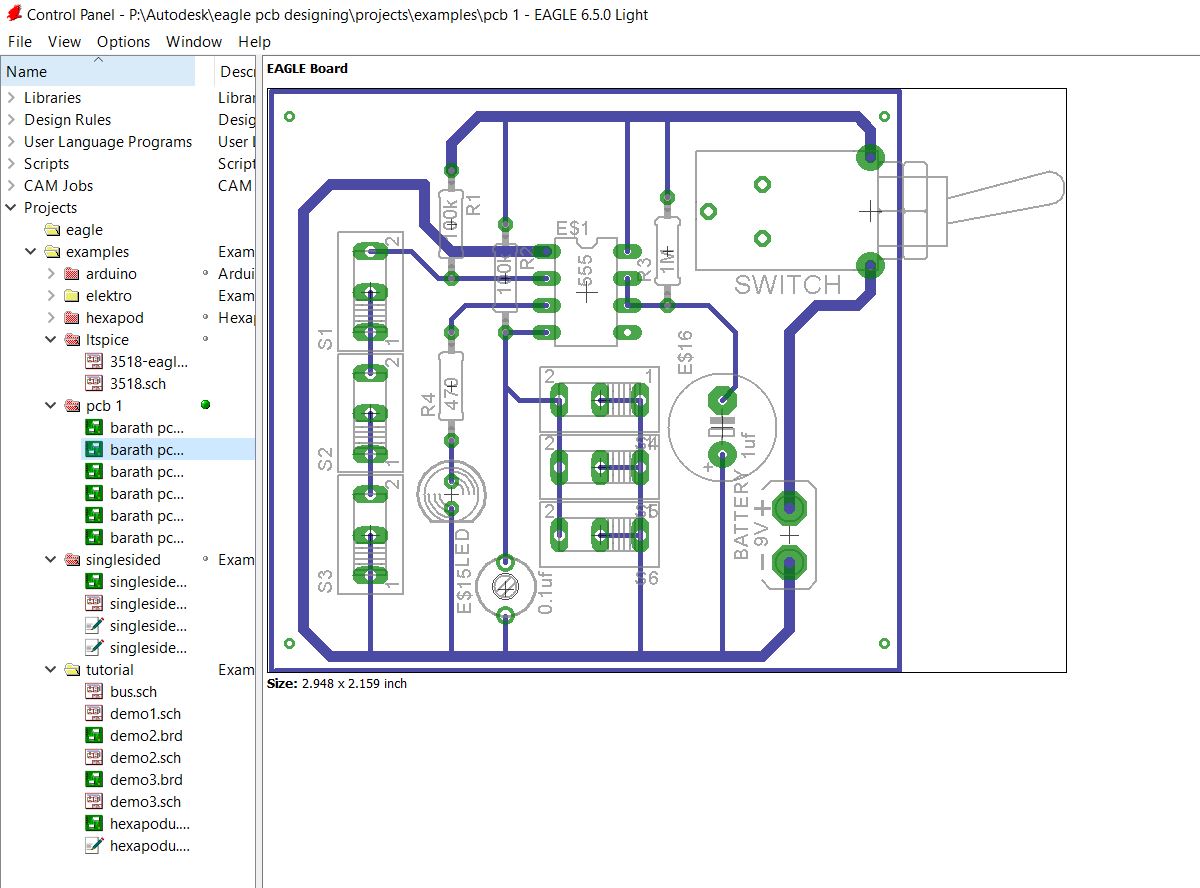 Control Panel - P:\Autodesk\eagle pcb designing\projects\examples\pcb 1 - EAGLE 6.5.0 Light
File View Options Window Help
Name Descr
Libraries Librar
Design Rules Desig
User Language Programs User l
Scripts Script
CAM Jobs CAM
Projects
eagle
examples Exam
arduino Ardui
elektro Exam
hexapod Hexap
ltspice
3518-eagl...
3518.sch
pcb 1
barath pc...
barath pc...
barath pc...
barath pc...
barath pc...
barath pc...
singlesided Exam
singleside...
singleside...
singleside...
singleside...
tutorial Exam
bus.sch
demo1.sch
demo2.brd
demo2.sch
demo3.brd
demo3.sch
hexapodu....
hexapodu....
EAGLE Board
R1
100k
E$1
555
R3
1M
SWITCH
100k
S1
2
1
E$16
R4
470
2
1
S2
2
1
2
1uf
+
2
S5
S6
BATTERY
9V
+
−
S3
2
1
E$15LED
0.1uf
Size: 2.948 x 2.159 inch